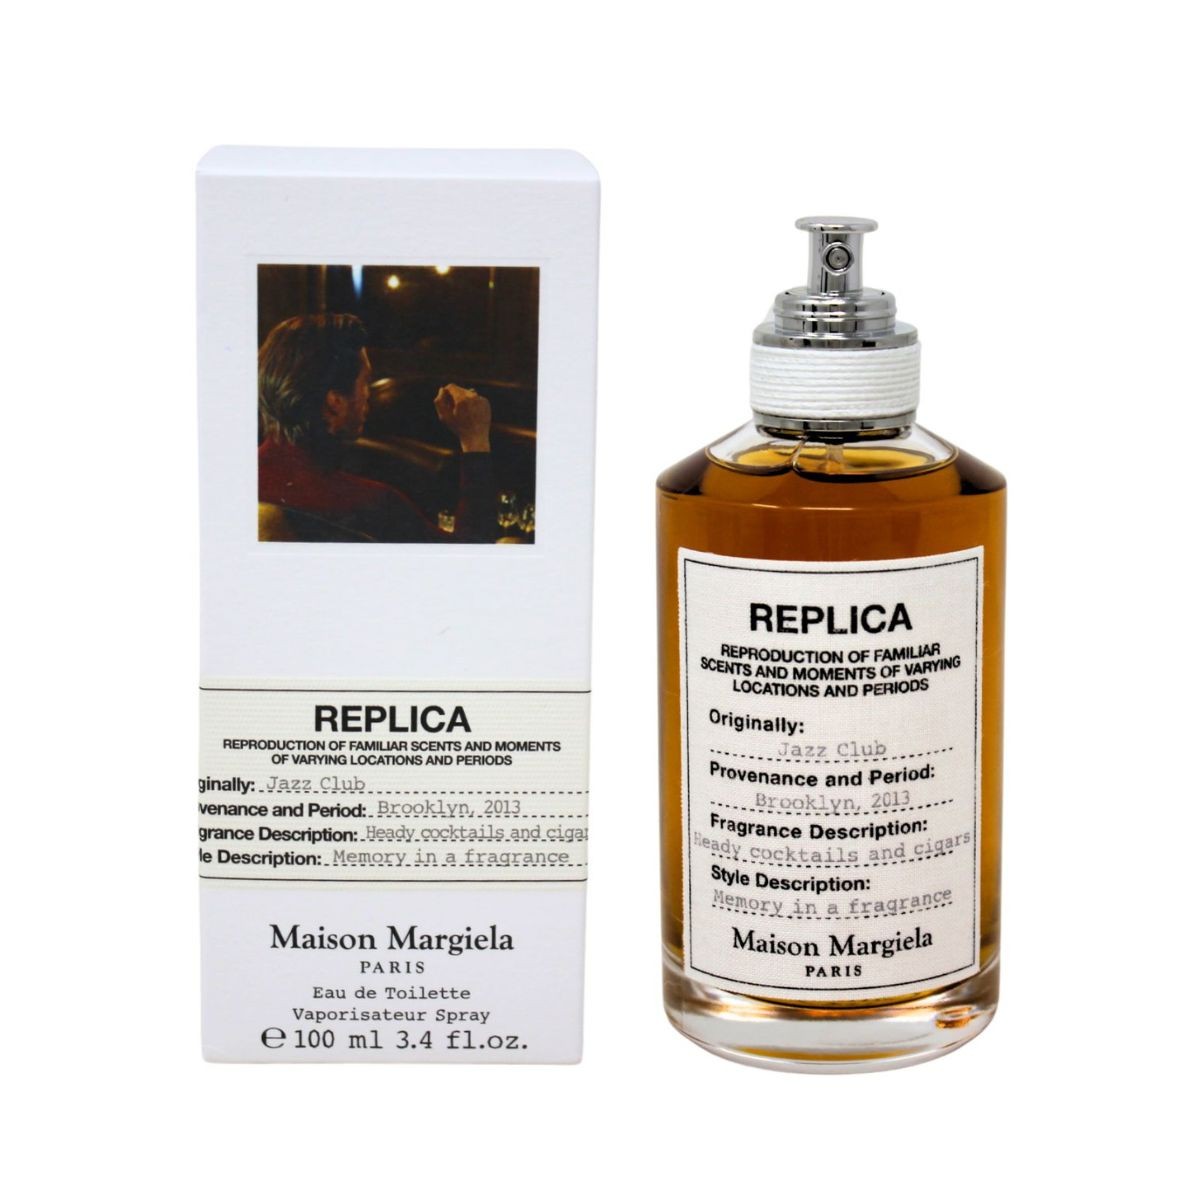 REPLICA
REPRODUCTION OF FAMILIAR SCENTS AND MOMENTS
OF VARYING LOCATIONS AND PERIODS
ginally: Jazz Club
venance and Period: Brooklyn, 2013
grance Description: Heady cocktails and cigar
le Description: Memory in a fragrance
Maison Margiela
PARIS
Eau de Toilette
Vaporisateur Spray
℮ 100 ml 3.4 fl.oz.
REPLICA
REPRODUCTION OF FAMILIAR
SCENTS AND MOMENTS OF VARYING
LOCATIONS AND PERIODS
Originally:
Jazz Club
Provenance and Period:
Brooklyn, 2013
Fragrance Description:
Heady cocktails and cigars
Style Description:
Memory in a fragrance
Maison Margiela
PARIS